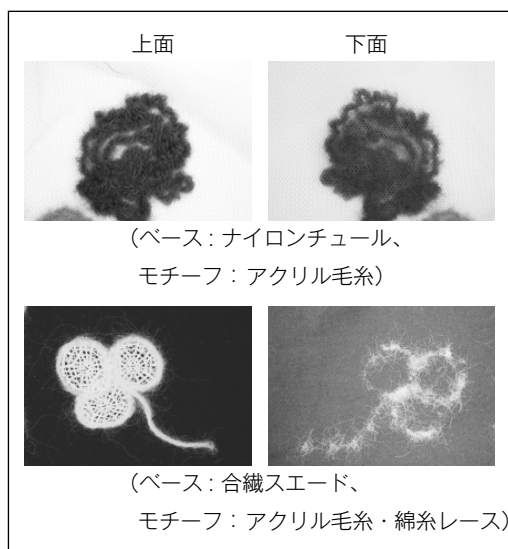 上面
下面
(ベース : ナイロンチュール、
モチーフ : アクリル毛糸)
(ベース : 合繊スエード、
モチーフ : アクリル毛糸・綿糸レース)